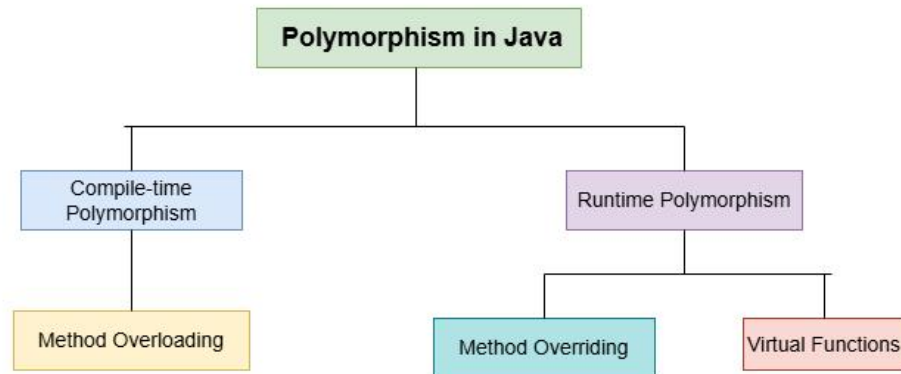 Polymorphism in Java
Compile-time
Polymorphism
Runtime Polymorphism
Method Overloading
Method Overriding
Virtual Functions